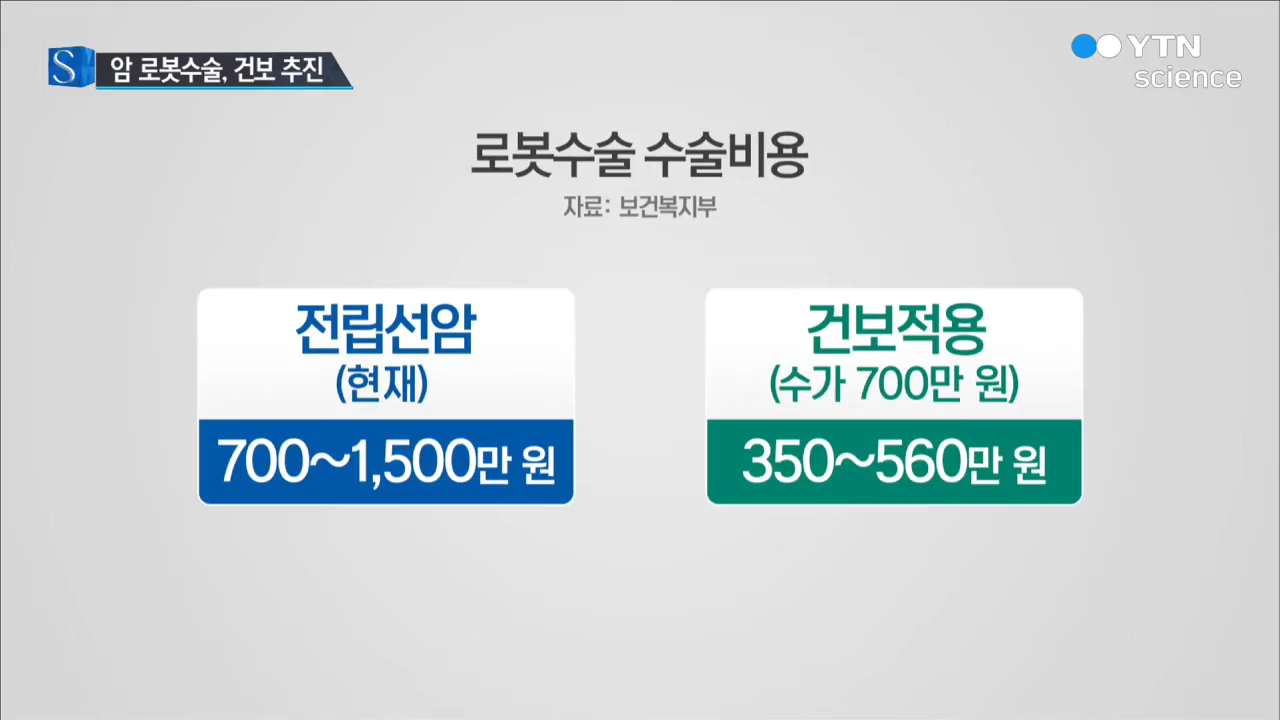 S 암 로봇수술, 건보 추진
YTN
science
로봇수술 수술비용
자료: 보건복지부
전립선암
(현재)
700~1,500만 원
건보적용
(수가 700만 원)
350~560만 원